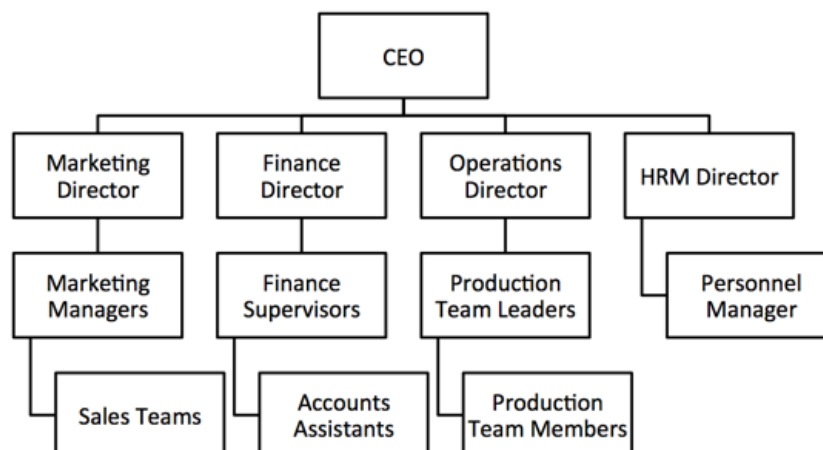 CEO
Marketing
Director
Finance
Director
Operations
Director
HRM Director
Marketing
Managers
Finance
Supervisors
Production
Team Leaders
Personnel
Manager
Sales Teams
Accounts
Assistants
Production
Team Members